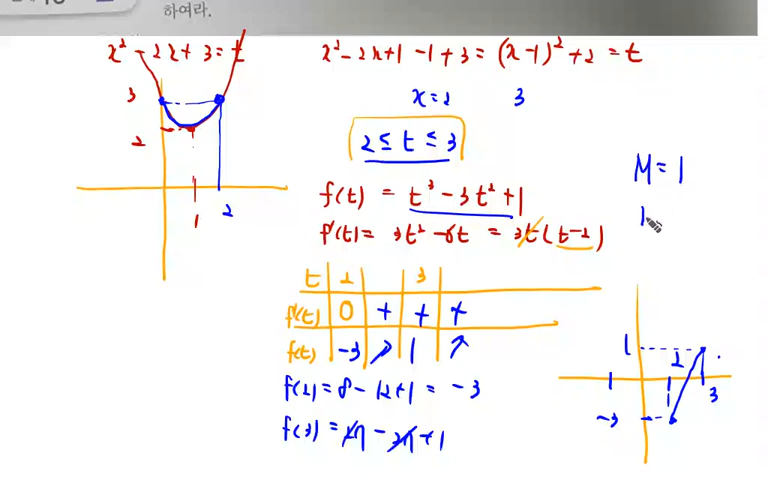 하여라.
x² - 2x + 3 = t
x² - 2x + 1 - 1 + 3 = (x - 1)² + 2 = t
x = 2 3
2 ≤ t ≤ 3
3
2
1 2
f(t) = t³ - 3t² + 1
f'(t) = 3t² - 6t = 3t(t - 2)
M = 1
t 2 3
f'(t) 0 + + +
f(t) -3 ↗ 1 ↗
f(2) = 8 - 12 + 1 = -3
f(3) = 27 - 27 + 1
1 2
3
-3